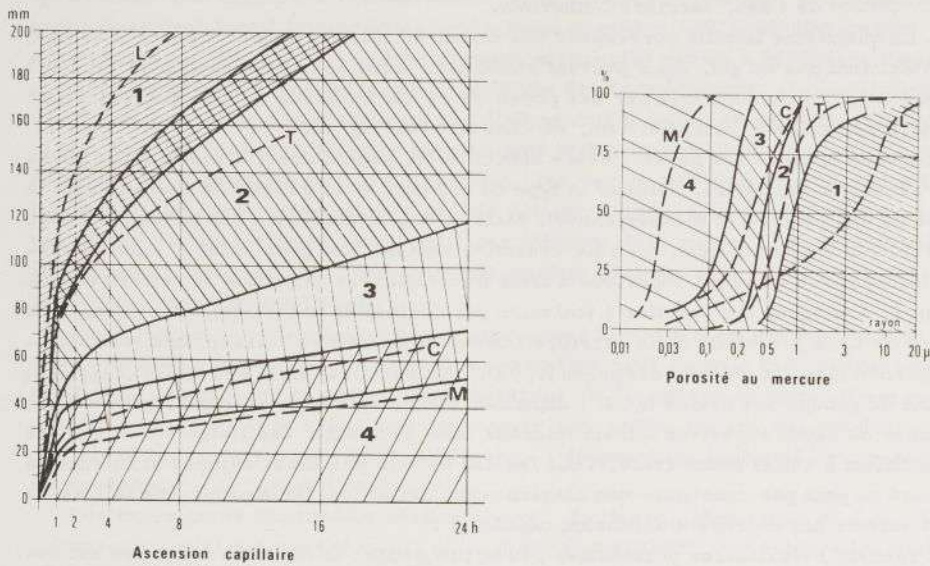 mm
200
180
160
140
120
100
80
60
40
20
0
1 2 4 8 16 24 h
L
1
T
2
3
C
M
4
Ascension capillaire
%
100
75
50
25
0
0,01 0,03 0,1 0,2 0.5 1 3 10 20 µ
rayon
M
4
3
C
T
2
L
1
Porosité au mercure